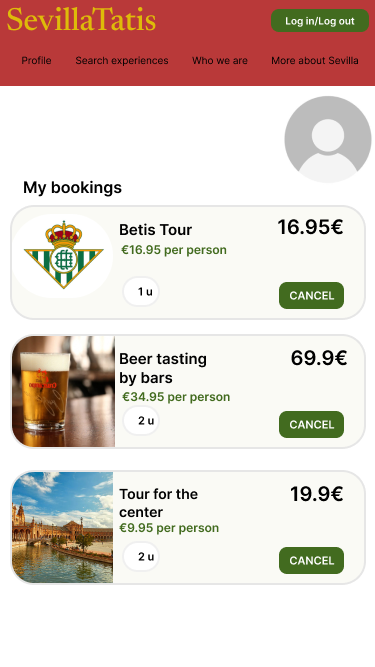 SevillaTatis
Log in/Log out
Profile Search experiences Who we are More about Sevilla
My bookings
Betis Tour
16.95€
€16.95 per person
1 u
CANCEL
Beer tasting
by bars
69.9€
€34.95 per person
2 u
CANCEL
Tour for the
center
19.9€
€9.95 per person
2 u
CANCEL